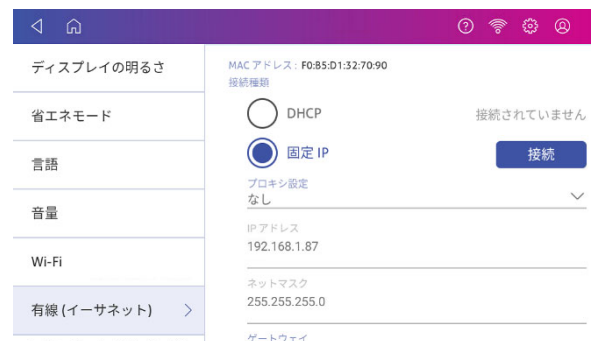 ディスプレイの明るさ
省エネモード
言語
音量
Wi-Fi
有線 (イーサネット)
MAC アドレス : F0:B5:D1:32:70:90
接続種類
DHCP
接続されていません
固定 IP
接続
プロキシ設定
なし
IP アドレス
192.168.1.87
ネットマスク
255.255.255.0
ゲートウェイ